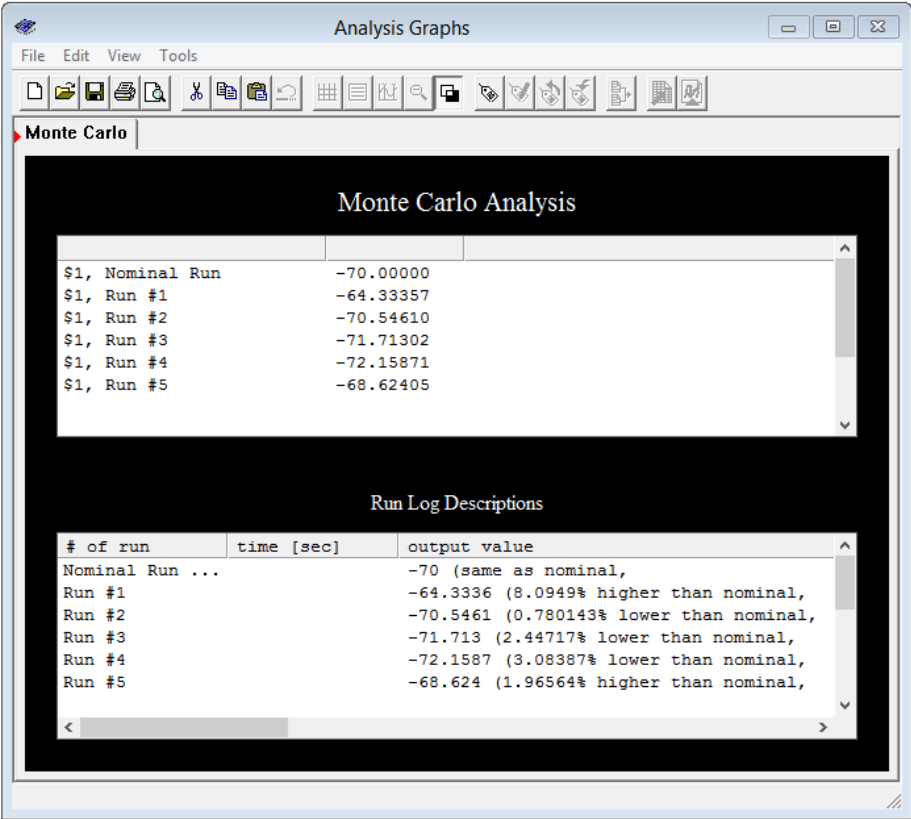 Analysis Graphs
File Edit View Tools
Monte Carlo
Monte Carlo Analysis
$1, Nominal Run -70.00000
$1, Run #1 -64.33357
$1, Run #2 -70.54610
$1, Run #3 -71.71302
$1, Run #4 -72.15871
$1, Run #5 -68.62405
Run Log Descriptions
# of run time [sec] output value
Nominal Run ... -70 (same as nominal,
Run #1 -64.3336 (8.0949% higher than nominal,
Run #2 -70.5461 (0.780143% lower than nominal,
Run #3 -71.713 (2.44717% lower than nominal,
Run #4 -72.1587 (3.08387% lower than nominal,
Run #5 -68.624 (1.96564% higher than nominal,